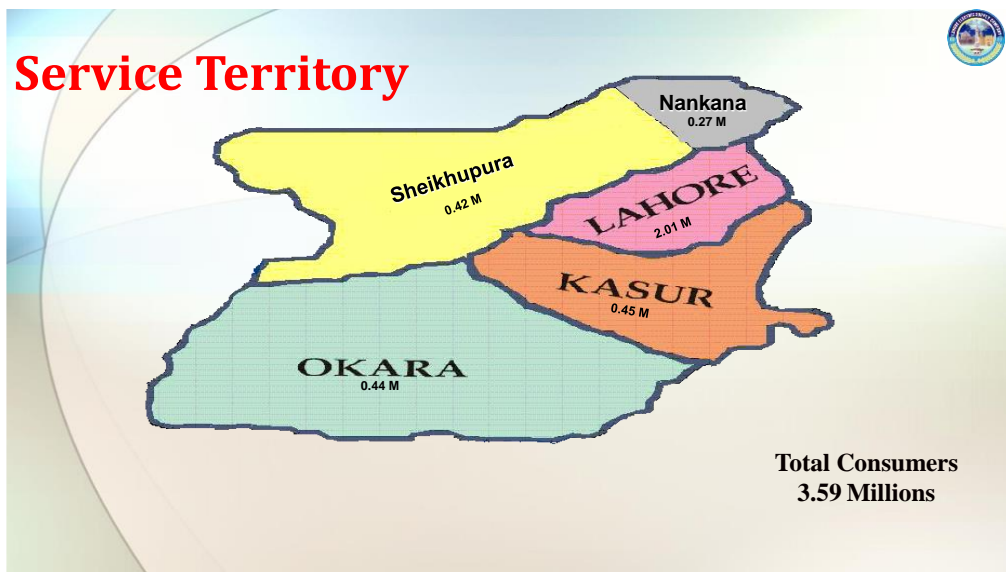 Service Territory
Nankana
0.27 M
Sheikhupura
0.42 M
LAHORE
2.01 M
KASUR
0.45 M
OKARA
0.44 M
Total Consumers
3.59 Millions